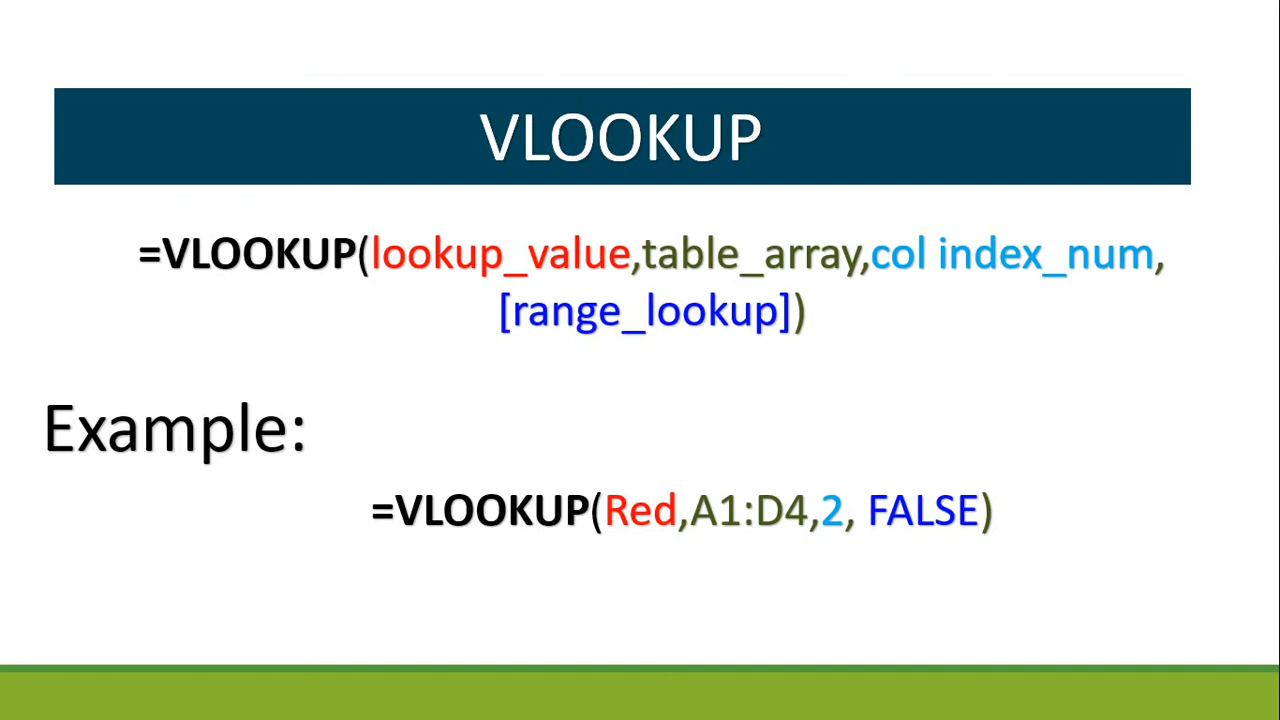 VLOOKUP
=VLOOKUP(lookup_value,table_array,col index_num,
[range_lookup])
Example:
=VLOOKUP(Red,A1:D4,2, FALSE)